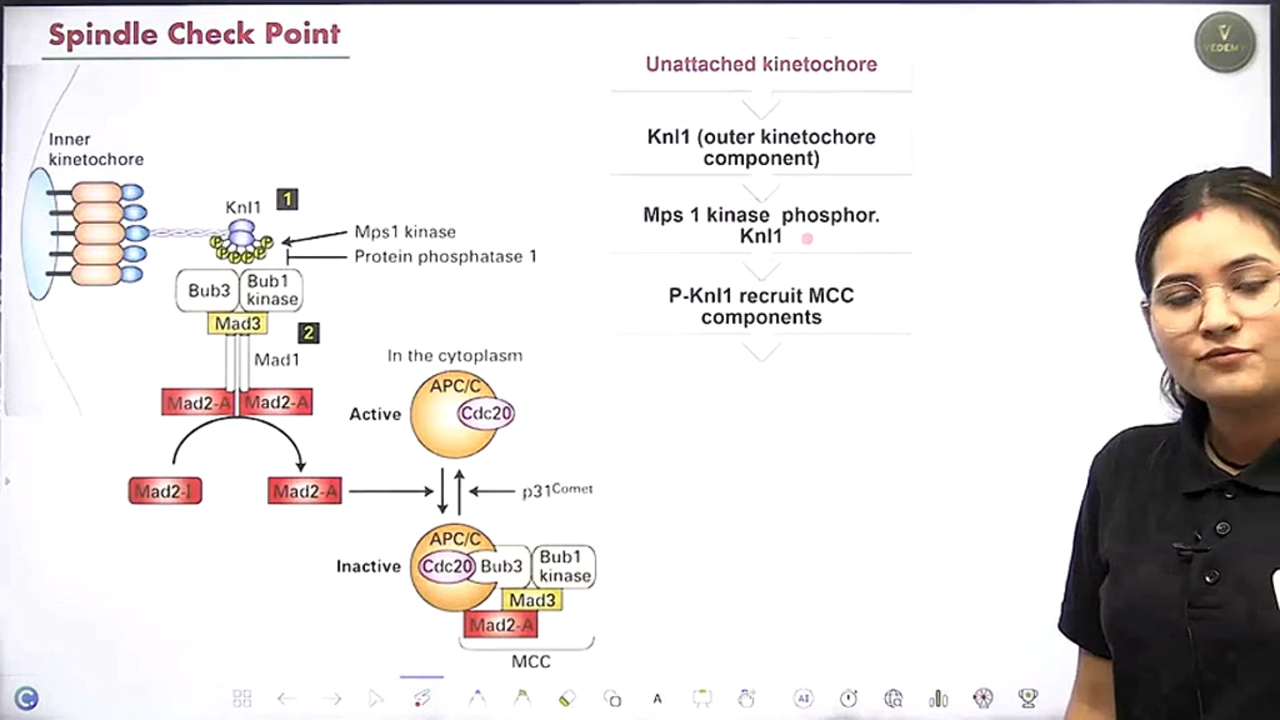 Spindle Check Point
VEDEMY
Unattached kinetochore
Knl1 (outer kinetochore
component)
Mps 1 kinase phosphor.
Knl1
P-Knl1 recruit MCC
components
Inner
kinetochore
Knl1
1
P P P P P P P P
Mps1 kinase
Protein phosphatase 1
Bub3
Bub1
kinase
Mad3
2
Mad1
Mad2-A
Mad2-A
Mad2-I
Mad2-A
In the cytoplasm
APC/C
Active
Cdc20
p31Comet
APC/C
Inactive
Cdc20
Bub3
Bub1
kinase
Mad3
Mad2-A
MCC
C
A
AI